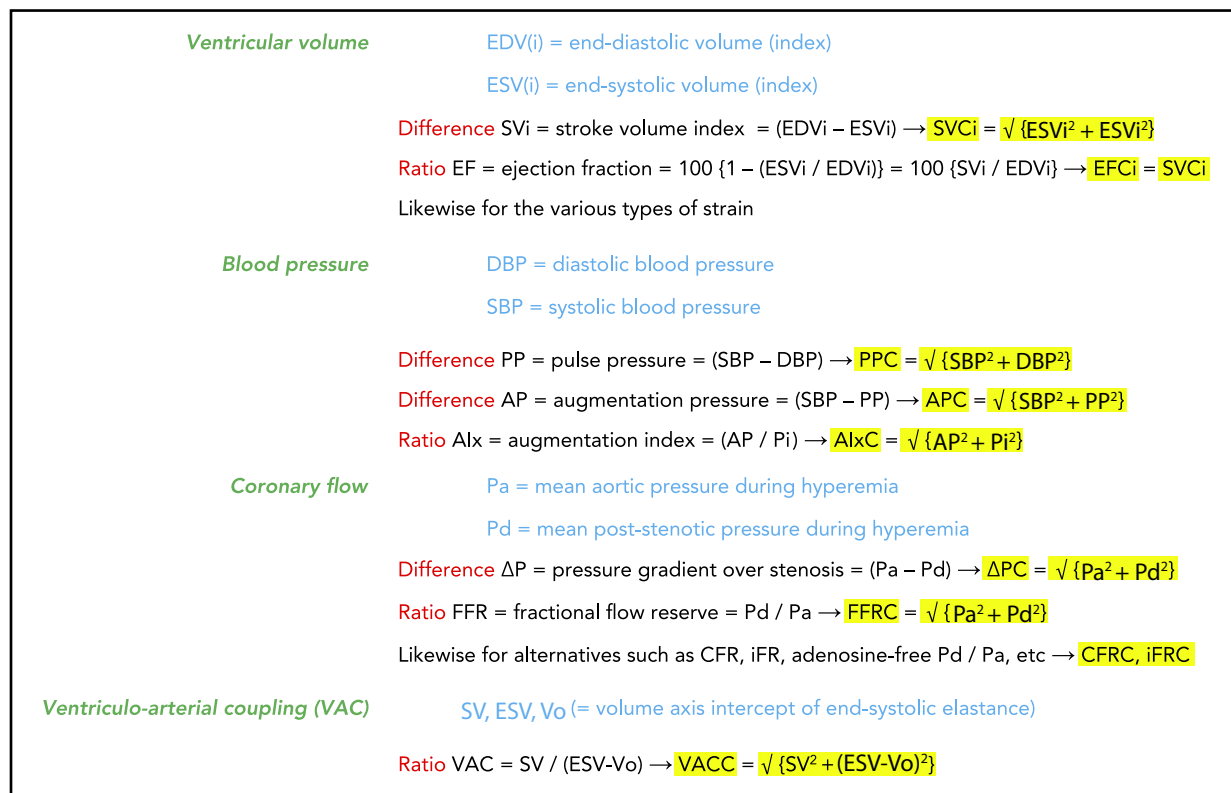 Ventricular volume EDV(i) = end-diastolic volume (index)
ESV(i) = end-systolic volume (index)
Difference SVi = stroke volume index = (EDVi – ESVi) → SVCi = √ {ESVi² + ESVi²}
Ratio EF = ejection fraction = 100 {1 – (ESVi / EDVi)} = 100 {SVi / EDVi} → EFCi = SVCi
Likewise for the various types of strain
Blood pressure DBP = diastolic blood pressure
SBP = systolic blood pressure
Difference PP = pulse pressure = (SBP – DBP) → PPC = √ {SBP² + DBP²}
Difference AP = augmentation pressure = (SBP – PP) → APC = √ {SBP² + PP²}
Ratio AIx = augmentation index = (AP / Pi) → AIxC = √ {AP² + Pi²}
Coronary flow Pa = mean aortic pressure during hyperemia
Pd = mean post-stenotic pressure during hyperemia
Difference ΔP = pressure gradient over stenosis = (Pa – Pd) → ΔPC = √ {Pa² + Pd²}
Ratio FFR = fractional flow reserve = Pd / Pa → FFRC = √ {Pa² + Pd²}
Likewise for alternatives such as CFR, iFR, adenosine-free Pd / Pa, etc → CFRC, iFRC
Ventriculo-arterial coupling (VAC) SV, ESV, Vo (= volume axis intercept of end-systolic elastance)
Ratio VAC = SV / (ESV-Vo) → VACC = √ {SV² + (ESV-Vo)²}